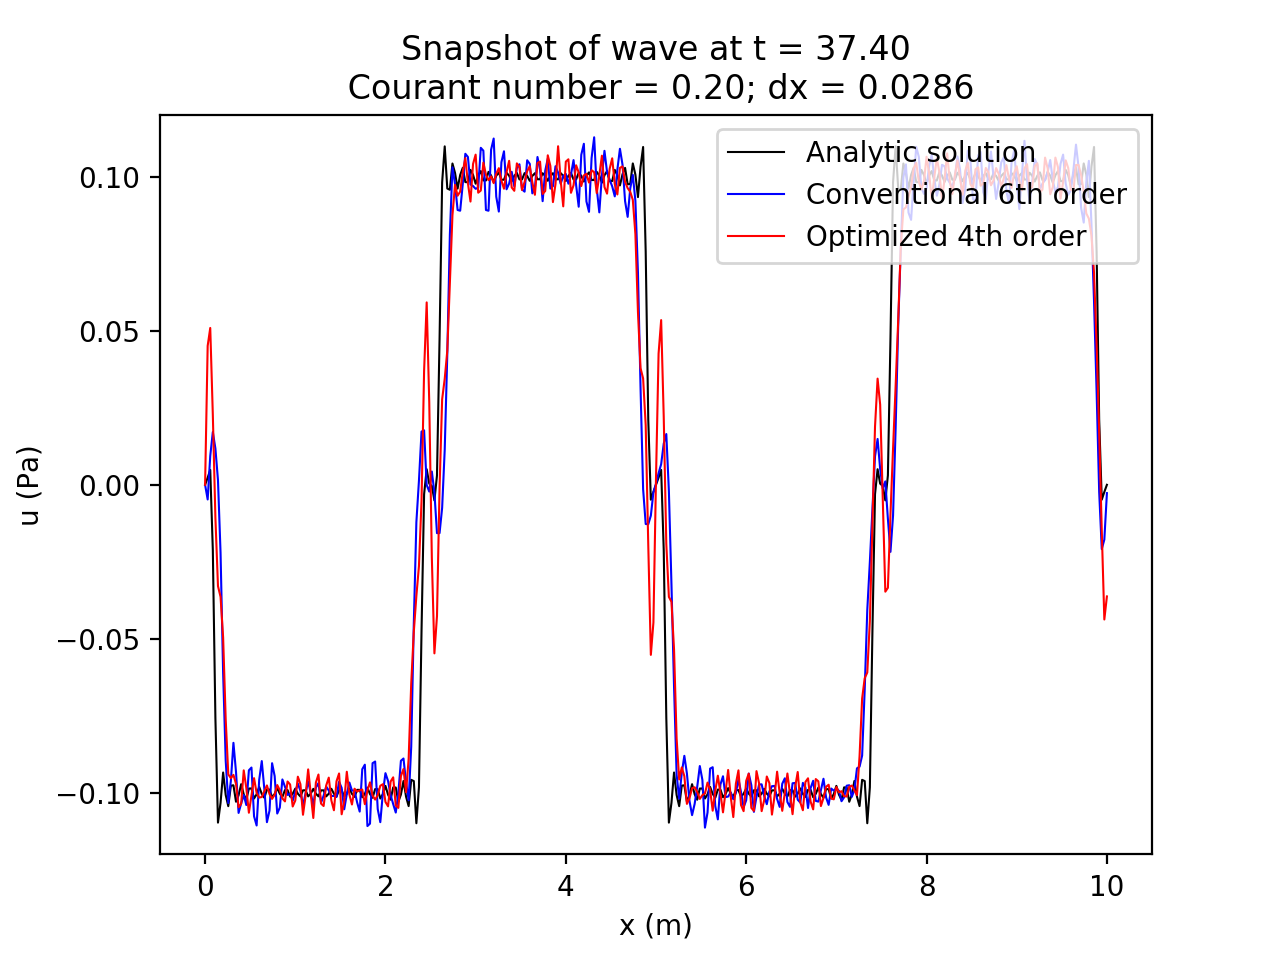 Snapshot of wave at t = 37.40
Courant number = 0.20; dx = 0.0286
Analytic solution
Conventional 6th order
Optimized 4th order
0.10
0.05
0.00
−0.05
−0.10
u (Pa)
0 2 4 6 8 10
x (m)